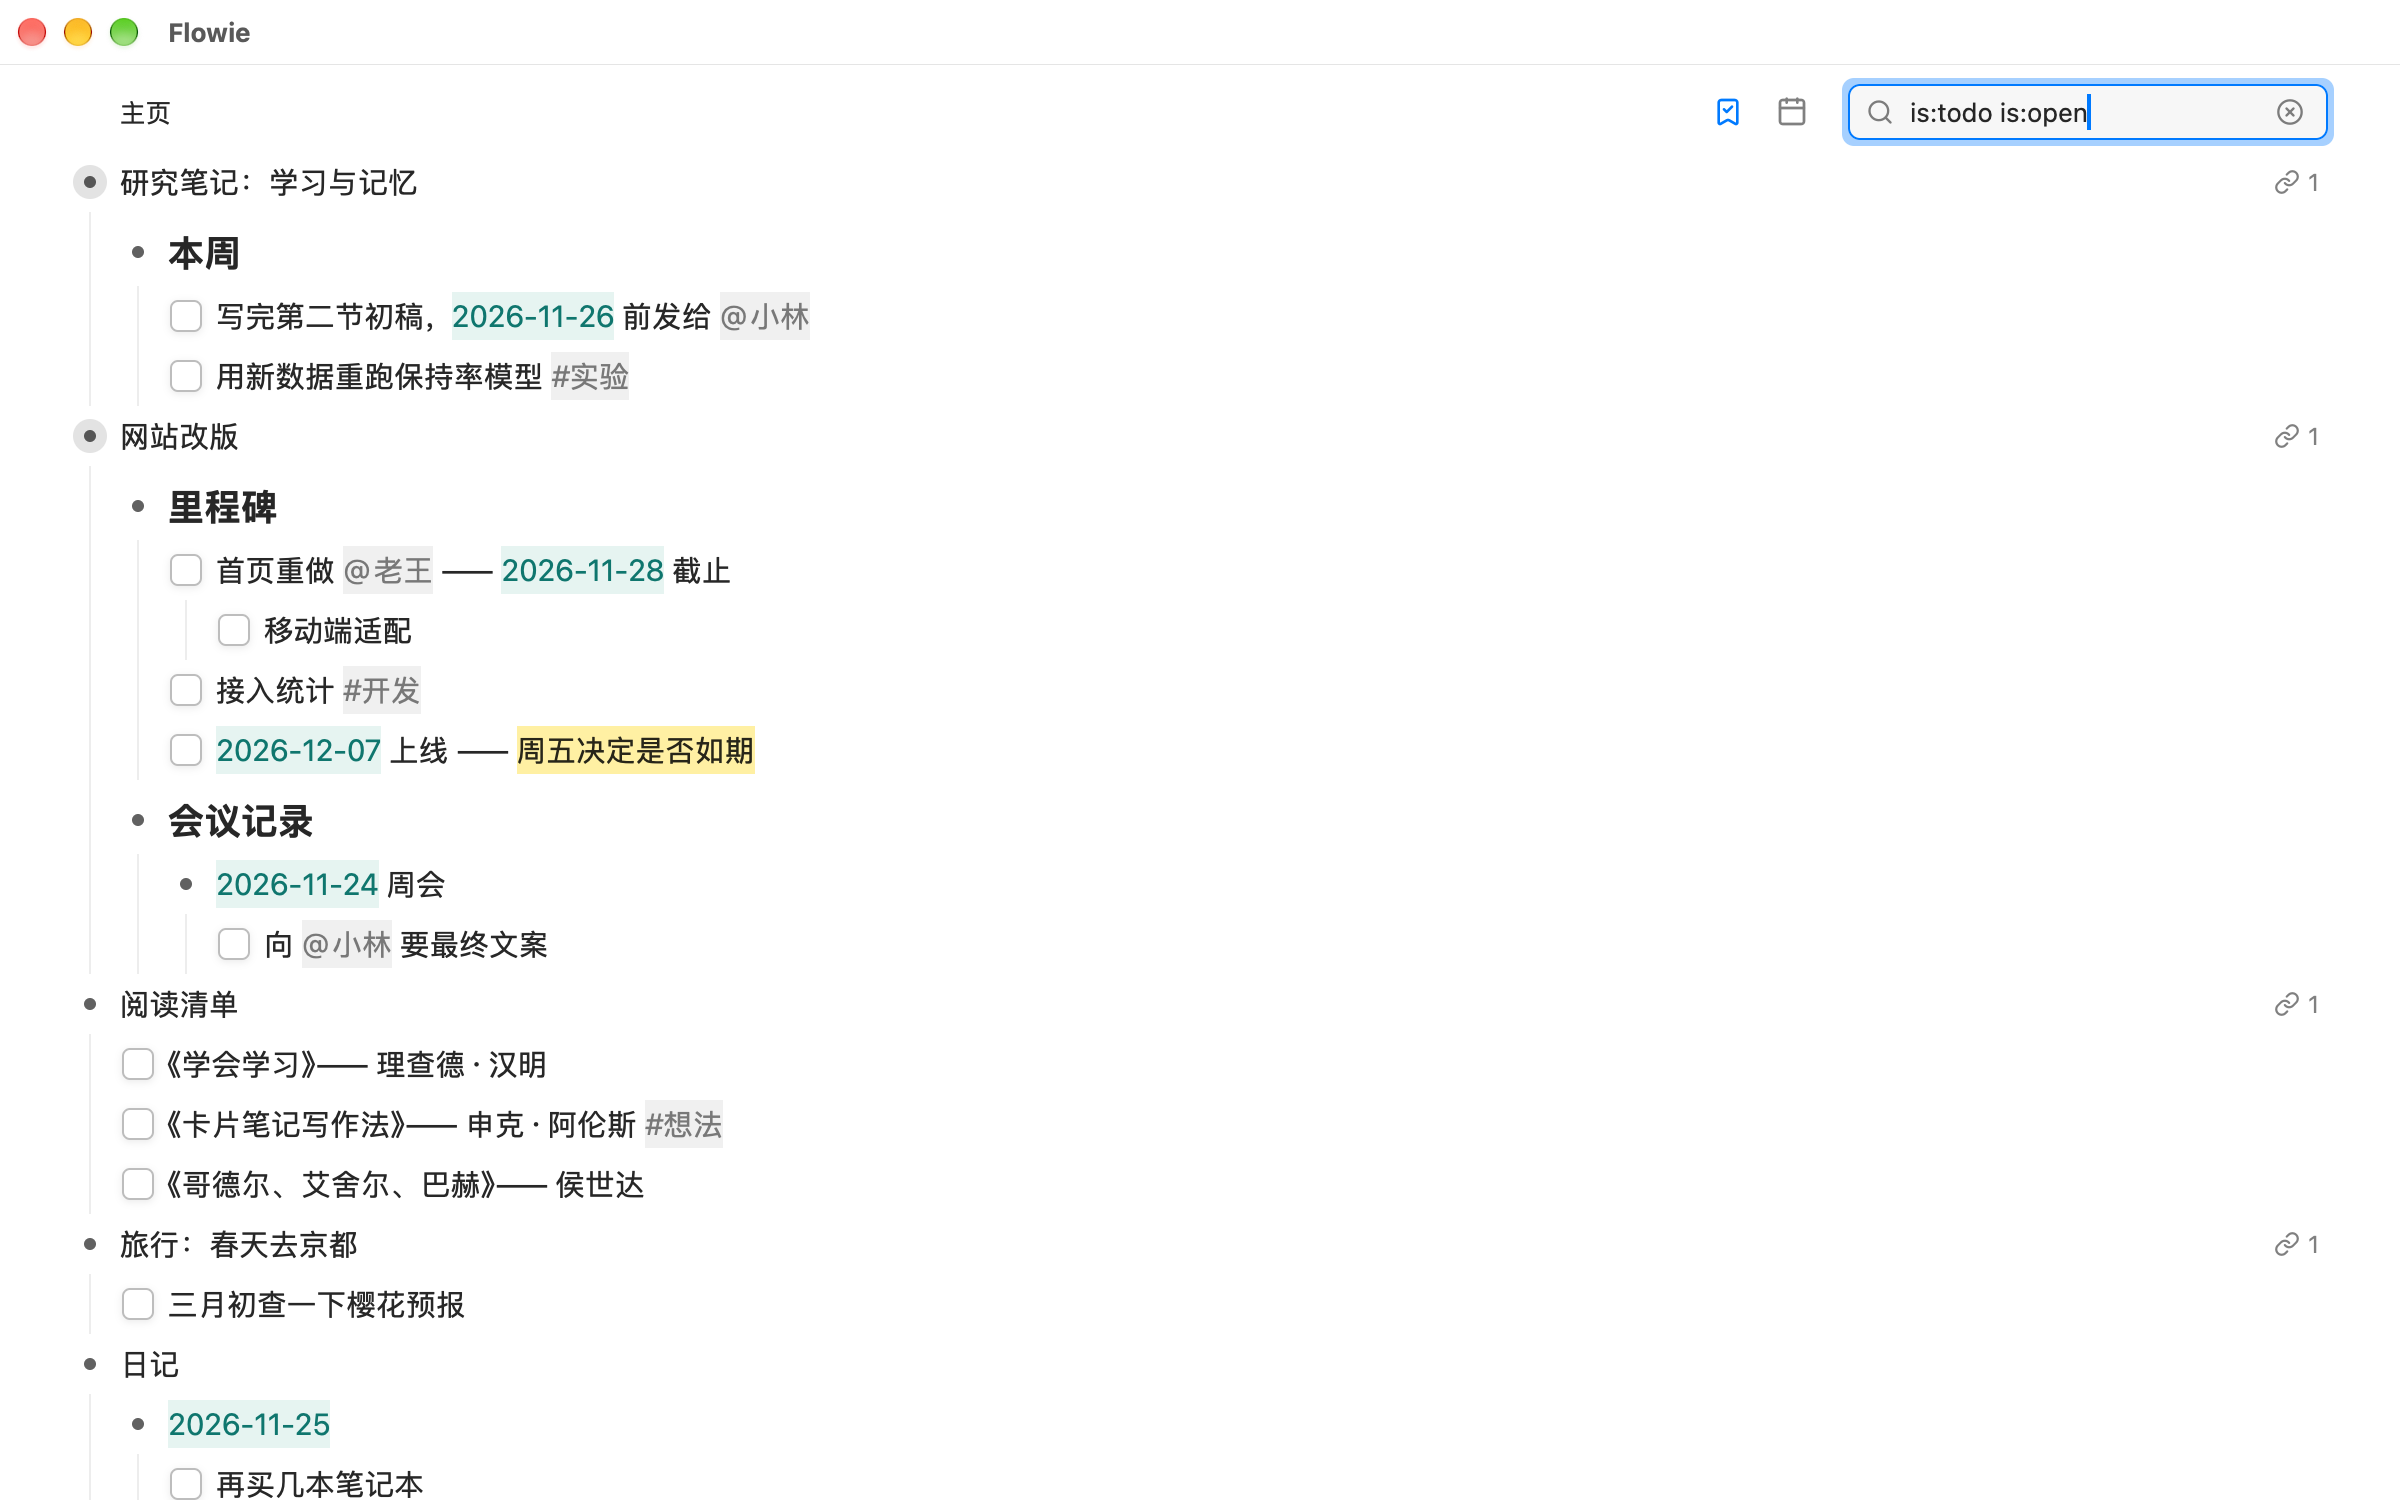 Flowie
主页
is:todo is:open
研究笔记：学习与记忆 1
本周
写完第二节初稿，2026-11-26 前发给 @小林
用新数据重跑保持率模型 #实验
网站改版 1
里程碑
首页重做 @老王 —— 2026-11-28 截止
移动端适配
接入统计 #开发
2026-12-07 上线 —— 周五决定是否如期
会议记录
2026-11-24 周会
向 @小林 要最终文案
阅读清单 1
《学会学习》—— 理查德 · 汉明
《卡片笔记写作法》—— 申克 · 阿伦斯 #想法
《哥德尔、艾舍尔、巴赫》—— 侯世达
旅行：春天去京都 1
三月初查一下樱花预报
日记
2026-11-25
再买几本笔记本